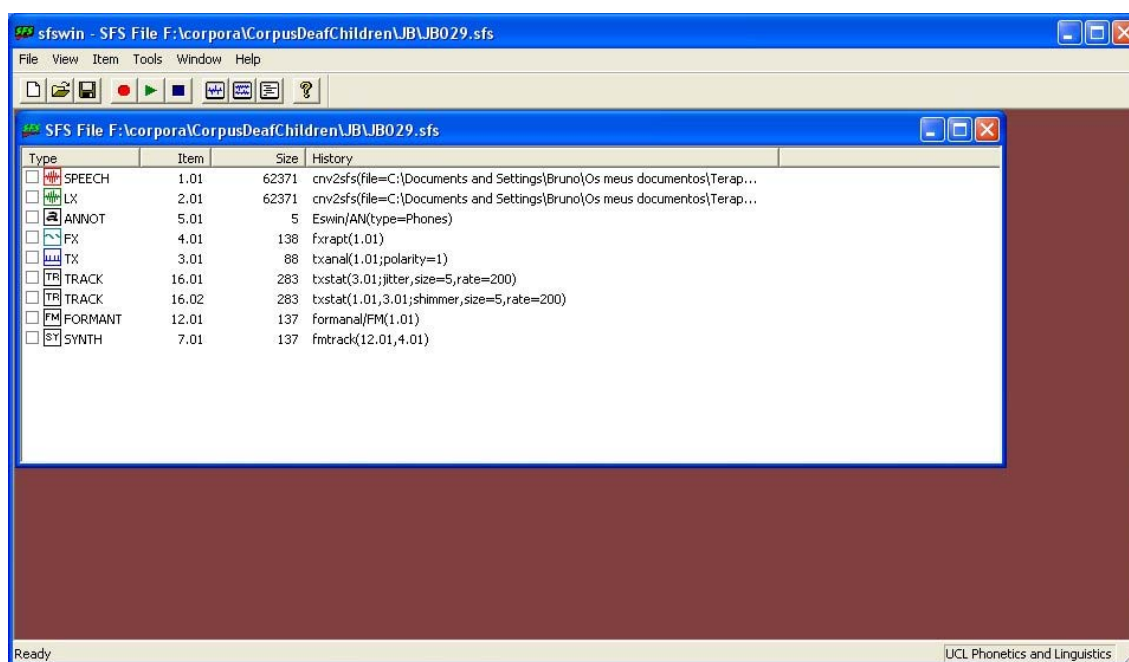 sfswin - SFS File F:\corpora\CorpusDeafChildren\JB\JB029.sfs
File View Item Tools Window Help
SFS File F:\corpora\CorpusDeafChildren\JB\JB029.sfs
Type Item Size History
SPEECH 1.01 62371 cnv2sfs(file=C:\Documents and Settings\Bruno\Os meus documentos\Terap...
LX 2.01 62371 cnv2sfs(file=C:\Documents and Settings\Bruno\Os meus documentos\Terap...
a ANNOT 5.01 5 Eswin/AN(type=Phones)
FX 4.01 138 fxrapt(1.01)
TX 3.01 88 txanal(1.01;polarity=1)
TR TRACK 16.01 283 txstat(3.01;jitter,size=5,rate=200)
TR TRACK 16.02 283 txstat(1.01,3.01;shimmer,size=5,rate=200)
FM FORMANT 12.01 137 formanal/FM(1.01)
SY SYNTH 7.01 137 fmtrack(12.01,4.01)
Ready UCL Phonetics and Linguistics